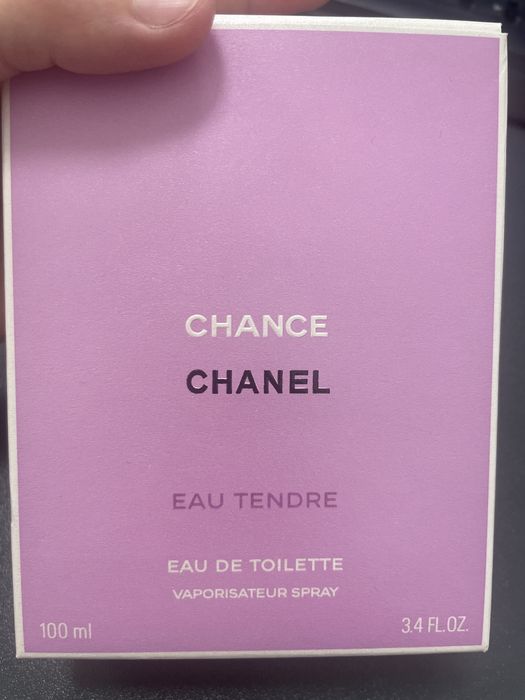 CHANCE
CHANEL
EAU TENDRE
EAU DE TOILETTE
VAPORISATEUR SPRAY
100 ml 3.4 FL.OZ.